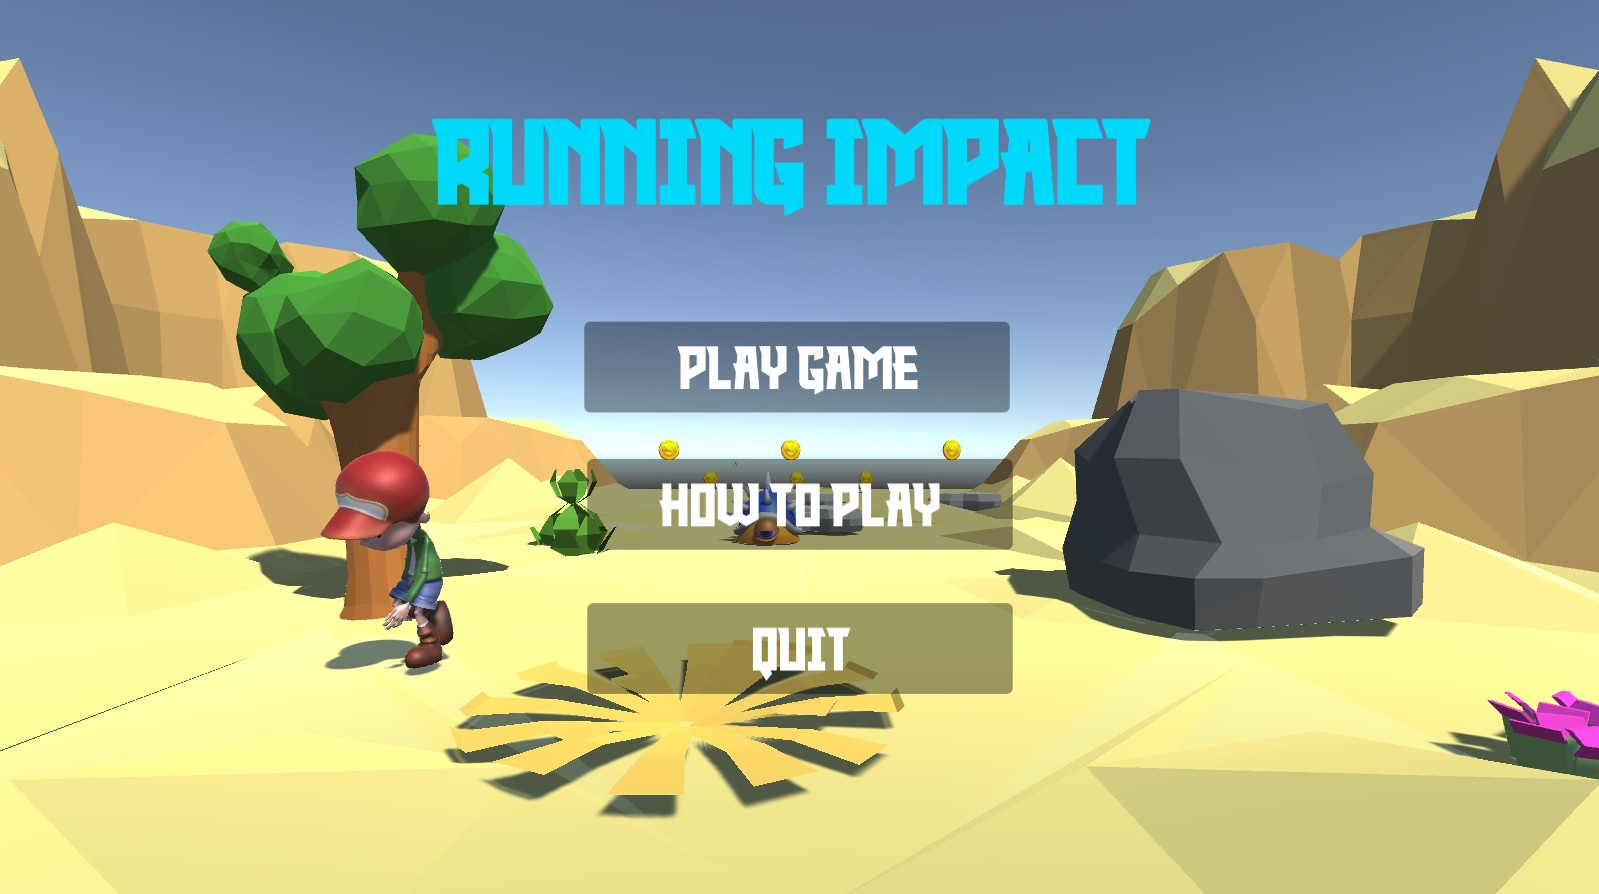 RUNNING IMPACT
PLAY GAME
HOW TO PLAY
QUIT